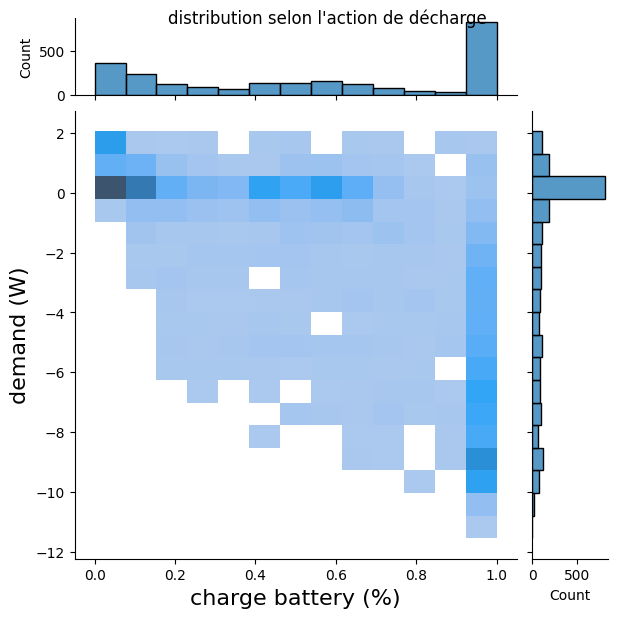 distribution selon l'action de décharge
Count
500
0
2
0
−2
−4
−6
−8
−10
−12
demand (W)
0.0 0.2 0.4 0.6 0.8 1.0
charge battery (%)
0 500
Count